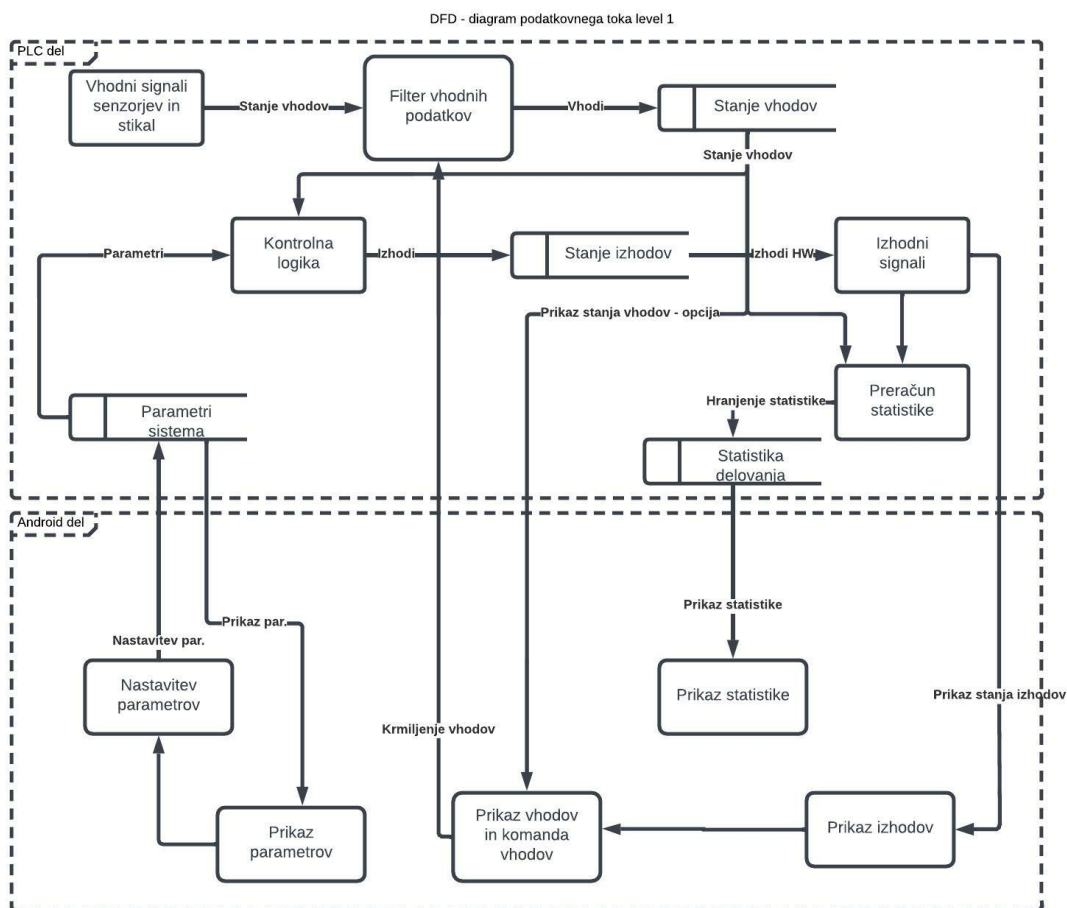 DFD - diagram podatkovnega toka level 1
PLC del
Vhodni signali
senzorjev in
stikal
Stanje vhodov
Filter vhodnih
podatkov
Vhodi
Stanje vhodov
Stanje vhodov
Parametri
Kontrolna
logika
Izhodi
Stanje izhodov
Izhodi HW
Izhodni
signali
Prikaz stanja vhodov - opcija
Preračun
statistike
Hranjenje statistike
Parametri
sistema
Statistika
delovanja
Android del
Prikaz statistike
Prikaz par.
Nastavitev par.
Nastavitev
parametrov
Prikaz statistike
Prikaz stanja izhodov
Krmiljenje vhodov
Prikaz
parametrov
Prikaz vhodov
in komanda
vhodov
Prikaz izhodov